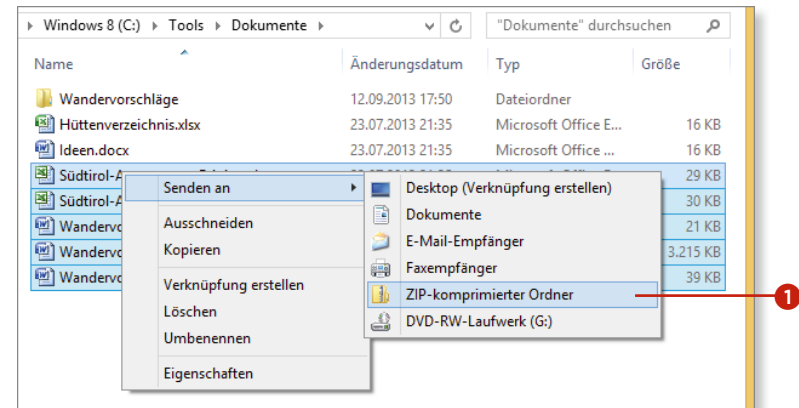 Windows 8 (C:) Tools Dokumente "Dokumente" durchsuchen
Name Änderungsdatum Typ Größe
Wandervorschläge 12.09.2013 17:50 Dateiordner
Hüttenverzeichnis.xlsx 23.07.2013 21:35 Microsoft Office E... 16 KB
Ideen.docx 23.07.2013 21:35 Microsoft Office ... 16 KB
Südtirol-A 29 KB
Südtirol-A 30 KB
Wandervo 21 KB
Wandervo 3.215 KB
Wandervo 39 KB
Senden an
Ausschneiden
Kopieren
Verknüpfung erstellen
Löschen
Umbenennen
Eigenschaften
Desktop (Verknüpfung erstellen)
Dokumente
E-Mail-Empfänger
Faxempfänger
ZIP-komprimierter Ordner 1
DVD-RW-Laufwerk (G:)